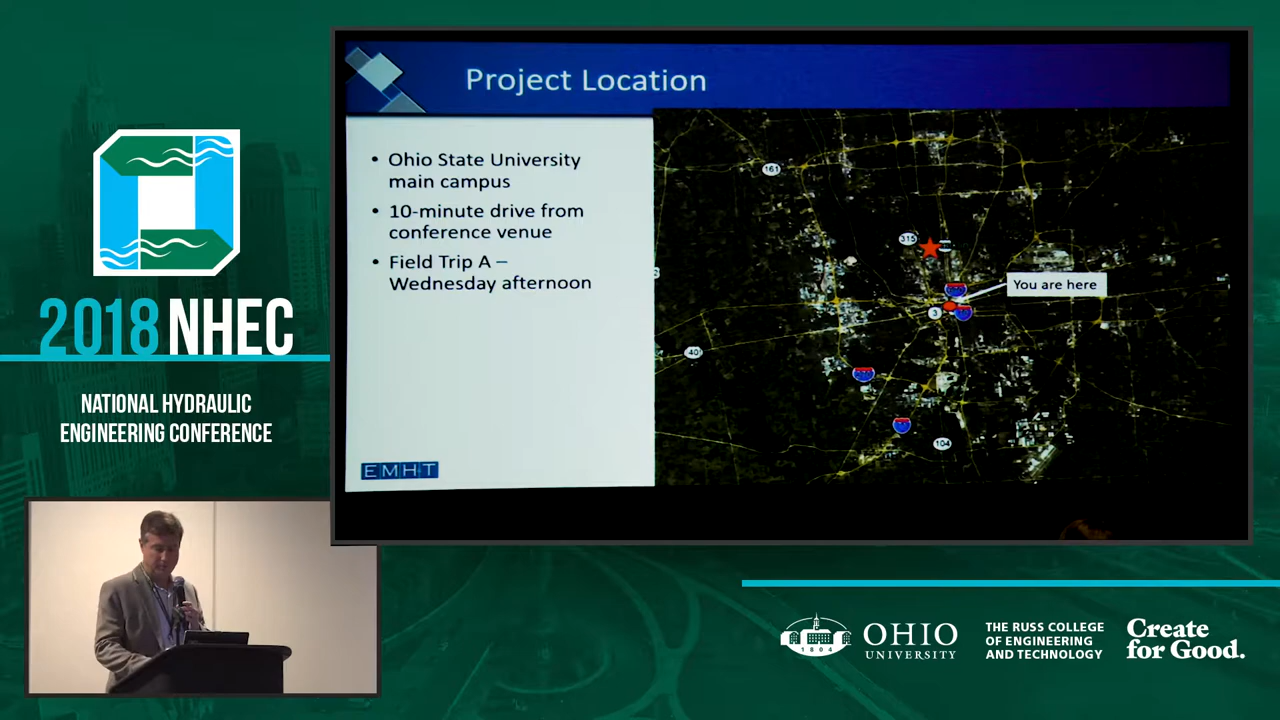 2018 NHEC
NATIONAL HYDRAULIC
ENGINEERING CONFERENCE
Project Location
• Ohio State University
main campus
• 10-minute drive from
conference venue
• Field Trip A –
Wednesday afternoon
EMHT
161
315
You are here
3
3
40
104
1804
OHIO
UNIVERSITY
THE RUSS COLLEGE
OF ENGINEERING
AND TECHNOLOGY
Create
for Good.